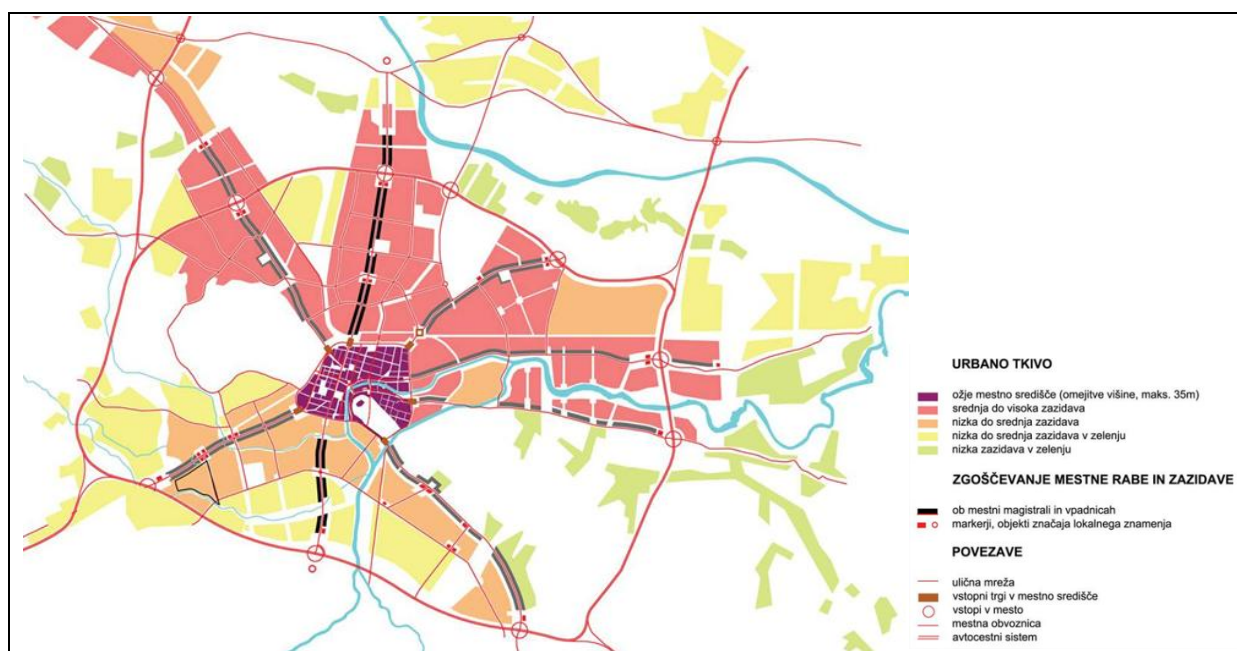 URBANO TKIVO
ožje mestno središče (omejitve višine, maks. 35m)
srednja do visoka zazidava
nizka do srednja zazidava
nizka do srednja zazidava v zelenju
nizka zazidava v zelenju
ZGOŠČEVANJE MESTNE RABE IN ZAZIDAVE
ob mestni magistrali in vpadnicah
markerji, objekti značaja lokalnega znamenja
POVEZAVE
ulična mreža
vstopni trgi v mestno središče
vstopi v mesto
mestna obvoznica
avtocestni sistem